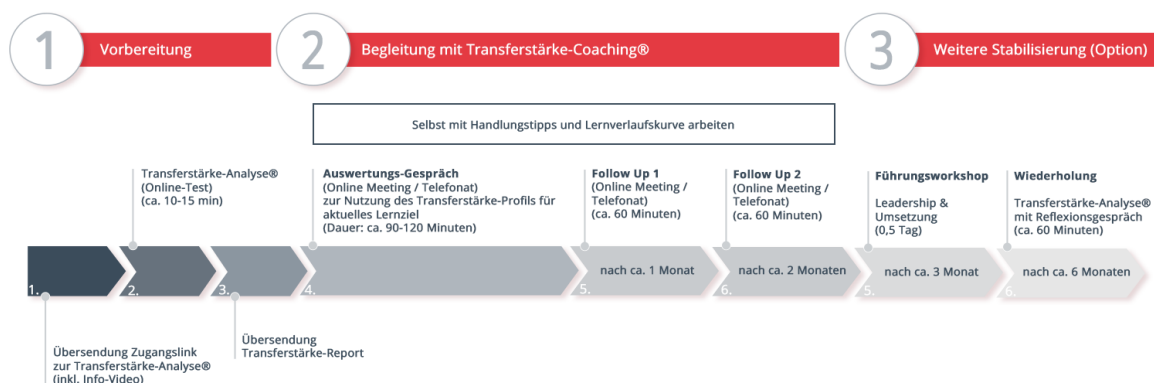 1
Vorbereitung
2
Begleitung mit Transferstärke-Coaching®
3
Weitere Stabilisierung (Option)
Selbst mit Handlungstipps und Lernverlaufskurve arbeiten
Transferstärke-Analyse®
(Online-Test)
(ca. 10-15 min)
Auswertungs-Gespräch
(Online Meeting / Telefonat)
zur Nutzung des Transferstärke-Profils für
aktuelles Lernziel
(Dauer: ca. 90-120 Minuten)
Follow Up 1
(Online Meeting /
Telefonat)
(ca. 60 Minuten)
Follow Up 2
(Online Meeting /
Telefonat)
(ca. 60 Minuten)
Führungsworkshop
Leadership &
Umsetzung
(0,5 Tag)
Wiederholung
Transferstärke-Analyse®
mit Reflexionsgespräch
(ca. 60 Minuten)
1.
2.
3.
4.
5.
nach ca. 1 Monat
6.
nach ca. 2 Monaten
5.
nach ca. 3 Monat
6.
nach ca. 6 Monaten
Übersendung Zugangslink
zur Transferstärke-Analyse®
(inkl. Info-Video)
Übersendung
Transferstärke-Report